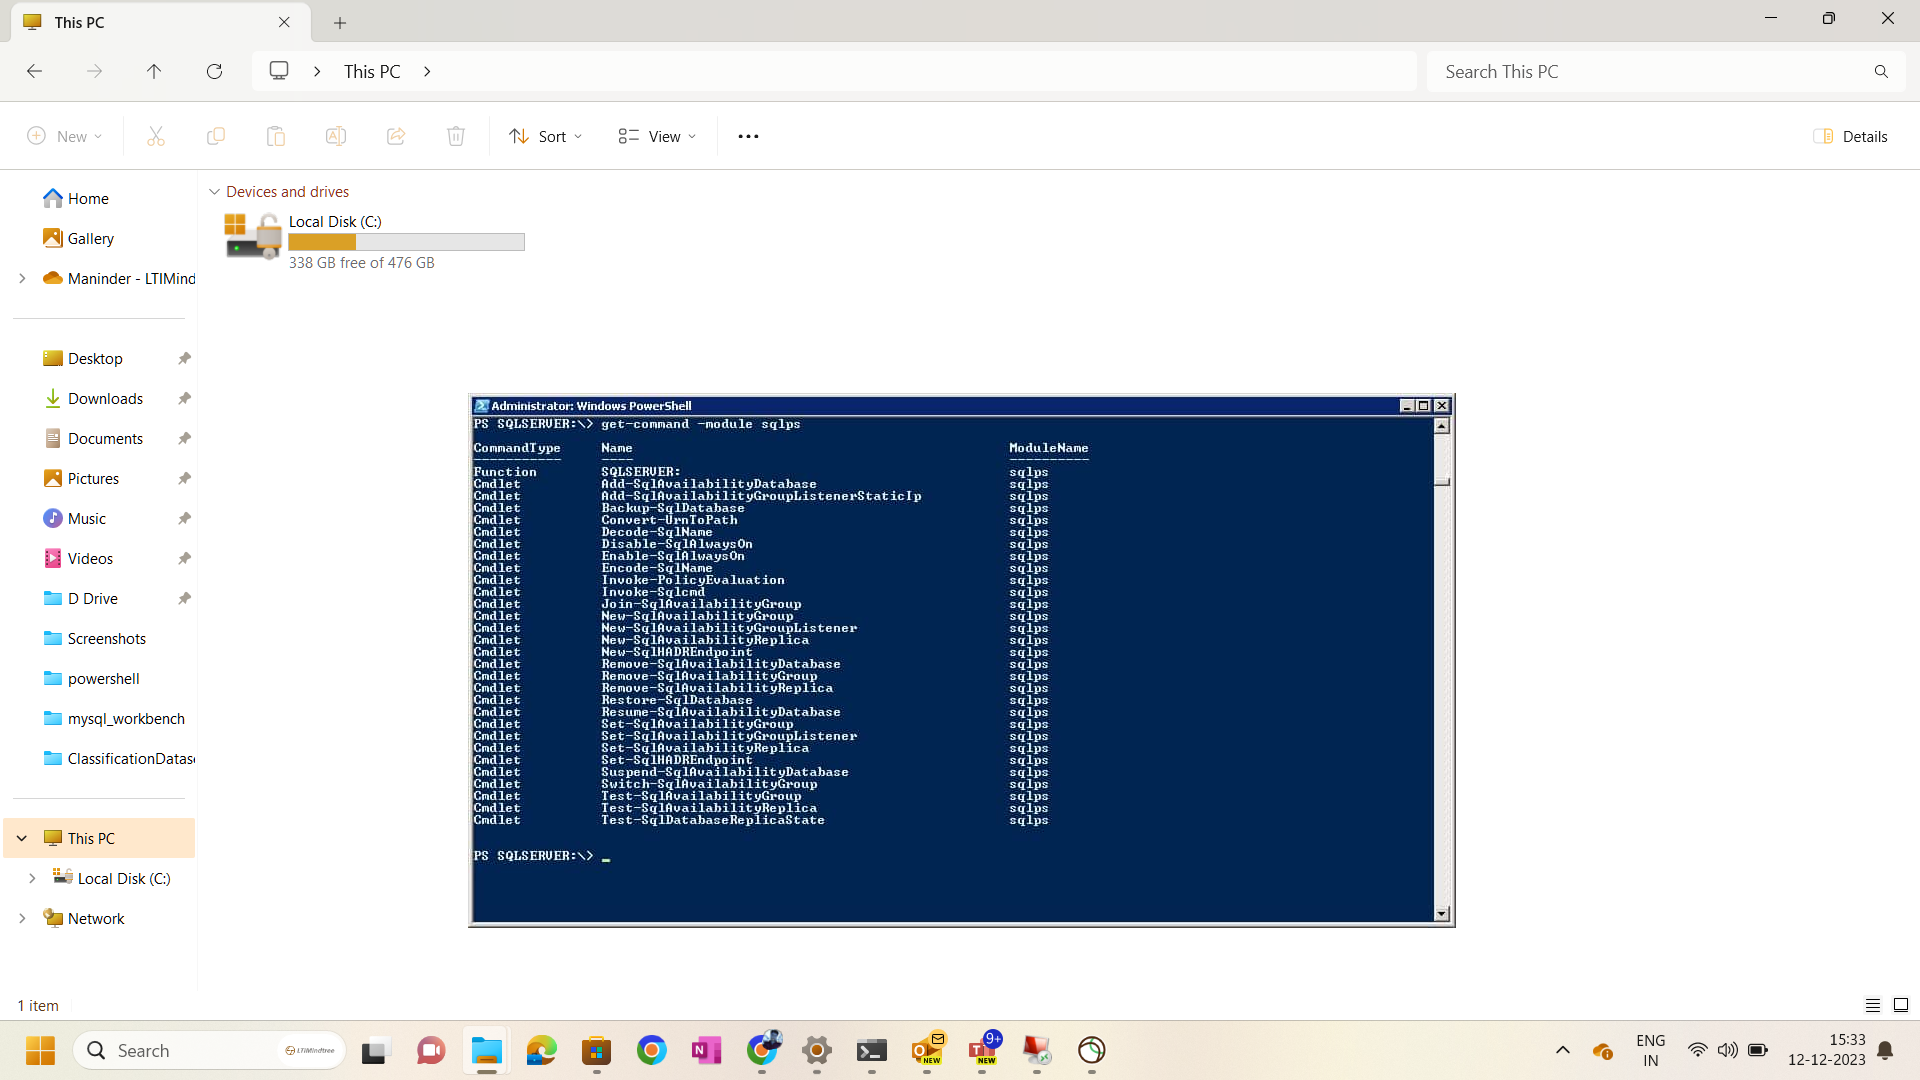 This PC
This PC
Search This PC
New
Sort
View
Details
Home
Gallery
Maninder - LTIMind
Desktop
Downloads
Documents
Pictures
Music
Videos
D Drive
Screenshots
powershell
mysql_workbench
ClassificationDatas
This PC
Local Disk (C:)
Network
Devices and drives
Local Disk (C:)
338 GB free of 476 GB
Administrator: Windows PowerShell
PS SQLSERVER:\> get-command -module sqlps
CommandType Name ModuleName
----------- ---- ----------
Function SQLSERVER: sqlps
Cmdlet Add-SqlAvailabilityDatabase sqlps
Cmdlet Add-SqlAvailabilityGroupListenerStaticIp sqlps
Cmdlet Backup-SqlDatabase sqlps
Cmdlet Convert-UrnToPath sqlps
Cmdlet Decode-SqlName sqlps
Cmdlet Disable-SqlAlwaysOn sqlps
Cmdlet Enable-SqlAlwaysOn sqlps
Cmdlet Encode-SqlName sqlps
Cmdlet Invoke-PolicyEvaluation sqlps
Cmdlet Invoke-Sqlcmd sqlps
Cmdlet Join-SqlAvailabilityGroup sqlps
Cmdlet New-SqlAvailabilityGroup sqlps
Cmdlet New-SqlAvailabilityGroupListener sqlps
Cmdlet New-SqlAvailabilityReplica sqlps
Cmdlet New-SqlHADREndpoint sqlps
Cmdlet Remove-SqlAvailabilityDatabase sqlps
Cmdlet Remove-SqlAvailabilityGroup sqlps
Cmdlet Remove-SqlAvailabilityReplica sqlps
Cmdlet Restore-SqlDatabase sqlps
Cmdlet Resume-SqlAvailabilityDatabase sqlps
Cmdlet Set-SqlAvailabilityGroup sqlps
Cmdlet Set-SqlAvailabilityGroupListener sqlps
Cmdlet Set-SqlAvailabilityReplica sqlps
Cmdlet Set-SqlHADREndpoint sqlps
Cmdlet Suspend-SqlAvailabilityDatabase sqlps
Cmdlet Switch-SqlAvailabilityGroup sqlps
Cmdlet Test-SqlAvailabilityGroup sqlps
Cmdlet Test-SqlAvailabilityReplica sqlps
Cmdlet Test-SqlDatabaseReplicaState sqlps
PS SQLSERVER:\> _
1 item
Search
LTIMindtree
NEW
9+
NEW
ENG
IN
15:33
12-12-2023